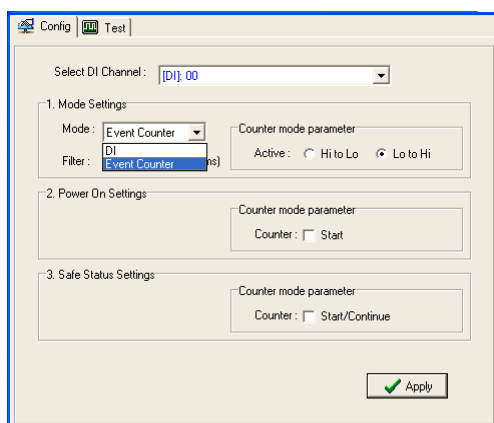 Config Test
Select DI Channel : [DI]: 00
1. Mode Settings
Mode : Event Counter
DI
Event Counter
Filter : ms)
Counter mode parameter
Active : Hi to Lo Lo to Hi
2. Power On Settings
Counter mode parameter
Counter : Start
3. Safe Status Settings
Counter mode parameter
Counter : Start/Continue
Apply